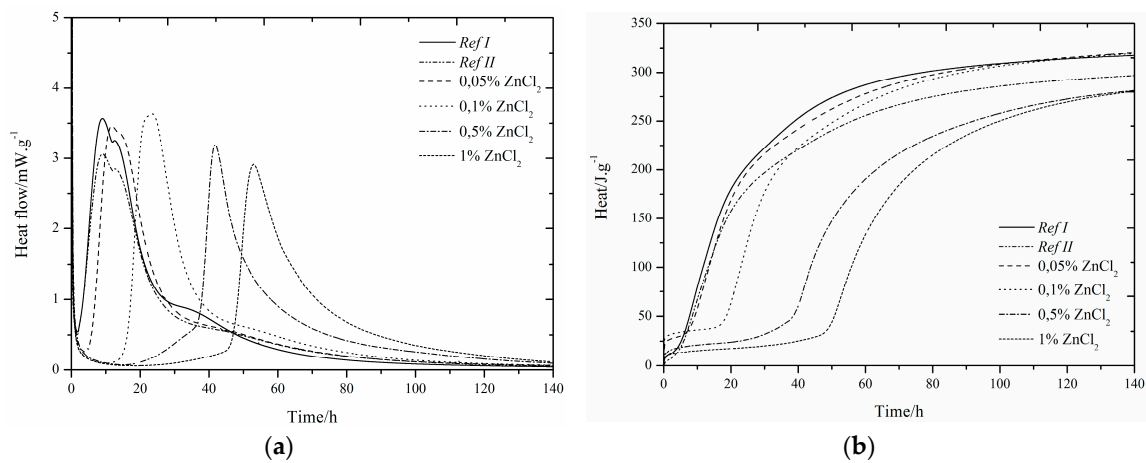 5
4
3
2
1
0
Heat flow/mW.g⁻¹
Ref I
Ref II
0,05% ZnCl₂
0,1% ZnCl₂
0,5% ZnCl₂
1% ZnCl₂
0 20 40 60 80 100 120 140
Time/h
(a)
350
300
250
200
150
100
50
0
Heat/J.g⁻¹
Ref I
Ref II
0,05% ZnCl₂
0,1% ZnCl₂
0,5% ZnCl₂
1% ZnCl₂
0 20 40 60 80 100 120 140
Time/h
(b)